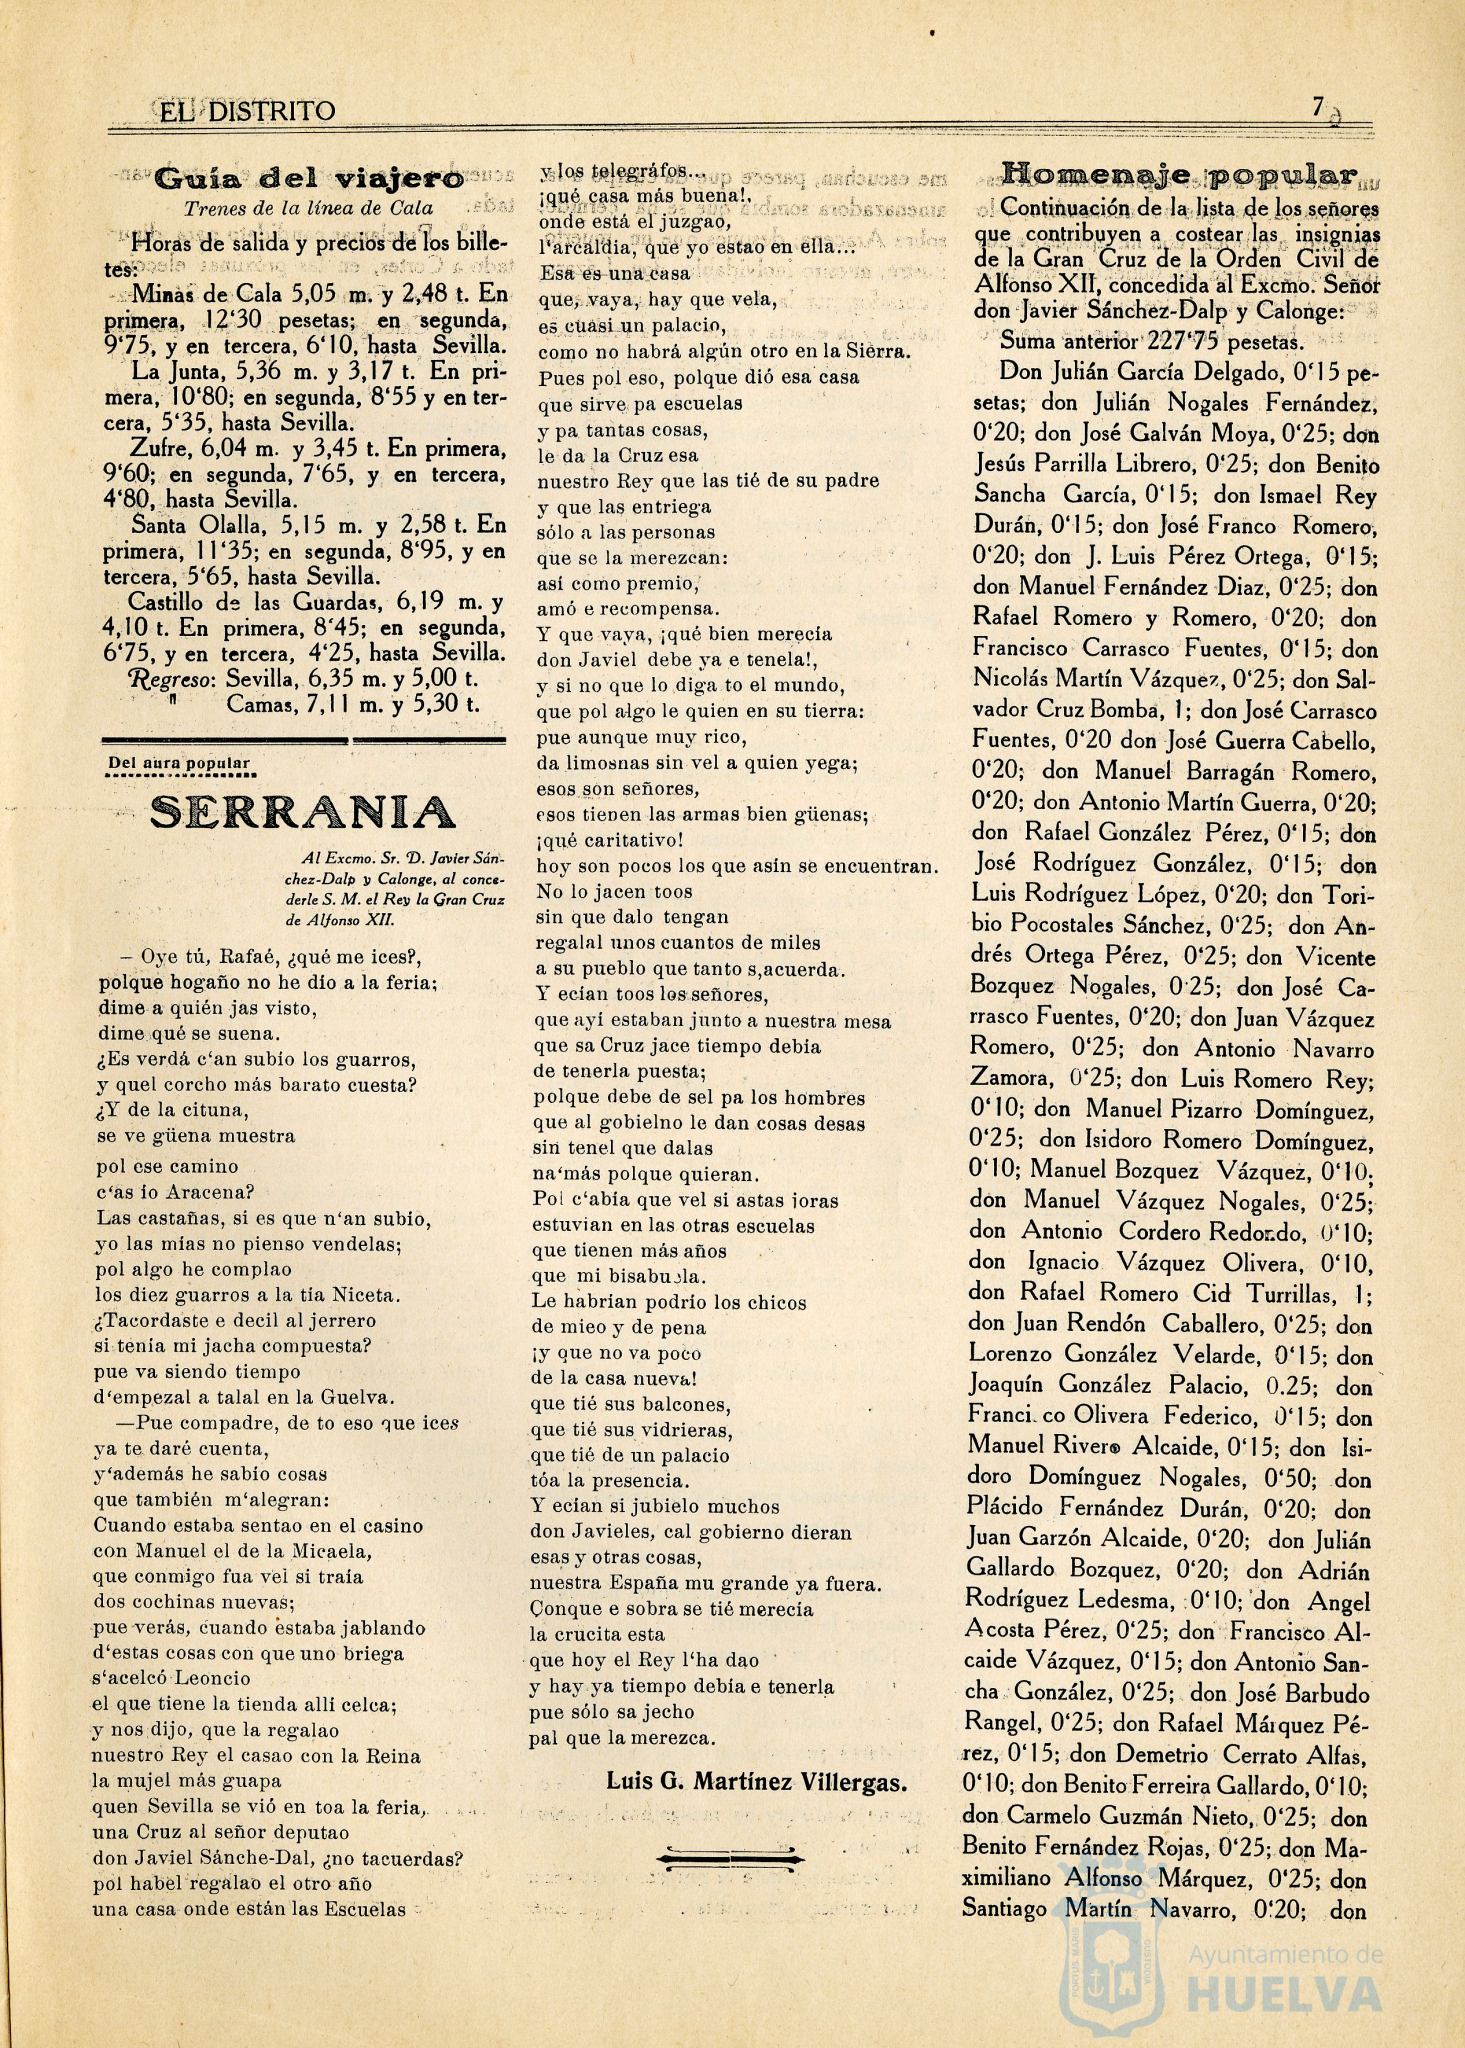 EL DISTRITO
7
Guía del viajero
Trenes de la línea de Cala
Horas de salida y precios de los bille-
tes:
Minas de Cala 5,05 m. y 2,48 t. En
primera, 12'30 pesetas; en segunda,
9'75, y en tercera, 6'10, hasta Sevilla.
La Junta, 5,36 m. y 3,17 t. En pri-
mera, 10'80; en segunda, 8'55 y en ter-
cera, 5'35, hasta Sevilla.
Zufre, 6,04 m. y 3,45 t. En primera,
9'60; en segunda, 7'65, y en tercera,
4'80, hasta Sevilla.
Santa Olalla, 5,15 m. y 2,58 t. En
primera, 11'35; en segunda, 8'95, y en
tercera, 5'65, hasta Sevilla.
Castillo de las Guardas, 6,19 m. y
4,10 t. En primera, 8'45; en segunda,
6'75, y en tercera, 4'25, hasta Sevilla.
Regreso: Sevilla, 6,35 m. y 5,00 t.
" Camas, 7,11 m. y 5,30 t.
Del aura popular
SERRANIA
Al Excmo. Sr. D. Javier Sán-
chez-Dalp y Calonge, al conce-
derle S. M. el Rey la Gran Cruz
de Alfonso XII.
— Oye tú, Rafaé, ¿qué me ices?,
polque hogaño no he dío a la feria;
dime a quién jas visto,
dime qué se suena.
¿Es verdá c'an subío los guarros,
y quel corcho más barato cuesta?
¿Y de la cituna,
se ve güena muestra
pol ese camino
c'as ío Aracena?
Las castañas, si es que n'an subío,
yo las mías no pienso vendelas;
pol algo he complao
los diez guarros a la tía Niceta.
¿Tacordaste e decil al jerrero
si tenía mi jacha compuesta?
pue va siendo tiempo
d'empezal a talal en la Guelva.
—Pue compadre, de to eso que ices
ya te daré cuenta,
y'además he sabío cosas
que también m'alegran:
Cuando estaba sentao en el casino
con Manuel el de la Micaela,
que conmigo fua vel si traía
dos cochinas nuevas;
pue verás, cuando estaba jablando
d'estas cosas con que uno briega
s'acelcó Leoncio
el que tiene la tienda allí celca;
y nos dijo, que la regalao
nuestro Rey el casao con la Reina
la mujel más guapa
quen Sevilla se vió en toa la feria,
una Cruz al señor deputao
don Javiel Sánche-Dal, ¿no tacuerdas?
pol habel regalao el otro año
una casa onde están las Escuelas
y los telegráfos...
¡qué casa más buena!,
onde está el juzgao,
l'arcaldía, que yo estao en ella...
Esa es una casa
que, vaya, hay que vela,
es cuasi un palacio,
como no habrá algún otro en la Sierra.
Pues pol eso, polque dió esa casa
que sirve pa escuelas
y pa tantas cosas,
le da la Cruz esa
nuestro Rey que las tié de su padre
y que las entriega
sólo a las personas
que se la merezcan:
así como premio,
amó e recompensa.
Y que vaya, ¡qué bien merecía
don Javiel debe ya e tenela!,
y si no que lo diga to el mundo,
que pol algo le quien en su tierra:
pue aunque muy rico,
da limosnas sin vel a quien yega;
esos son señores,
esos tienen las armas bien güenas;
¡qué caritativo!
hoy son pocos los que asín se encuentran.
No lo jacen toos
sin que dalo tengan
regalal unos cuantos de miles
a su pueblo que tanto s,acuerda.
Y ecían toos los señores,
que ayí estaban junto a nuestra mesa
que sa Cruz jace tiempo debía
de tenerla puesta;
polque debe de sel pa los hombres
que al gobielno le dan cosas desas
sin tenel que dalas
na'más polque quieran.
Pol c'abía que vel si astas ioras
estuvian en las otras escuelas
que tienen más años
que mi bisabuela.
Le habrían podrío los chicos
de mieo y de pena
¡y que no va poco
de la casa nueva!
que tié sus balcones,
que tié sus vidrieras,
que tié de un palacio
tóa la presencia.
Y ecían si jubielo muchos
don Javieles, cal gobierno dieran
esas y otras cosas,
nuestra España mu grande ya fuera.
Conque e sobra se tié merecía
la crucita esta
que hoy el Rey l'ha dao
y hay ya tiempo debía e tenerla
pue sólo sa jecho
pal que la merezca.
Luis G. Martínez Villergas.
Homenaje popular
Continuación de la lista de los señores
que contribuyen a costear las insignias
de la Gran Cruz de la Orden Civil de
Alfonso XII, concedida al Excmo. Señor
don Javier Sánchez-Dalp y Calonge:
Suma anterior 227'75 pesetas.
Don Julián García Delgado, 0'15 pe-
setas; don Julián Nogales Fernández,
0'20; don José Galván Moya, 0'25; don
Jesús Parrilla Librero, 0'25; don Benito
Sancha García, 0'15; don Ismael Rey
Durán, 0'15; don José Franco Romero,
0'20; don J. Luis Pérez Ortega, 0'15;
don Manuel Fernández Diaz, 0'25; don
Rafael Romero y Romero, 0'20; don
Francisco Carrasco Fuentes, 0'15; don
Nicolás Martín Vázquez, 0'25; don Sal-
vador Cruz Bomba, 1; don José Carrasco
Fuentes, 0'20 don José Guerra Cabello,
0'20; don Manuel Barragán Romero,
0'20; don Antonio Martín Guerra, 0'20;
don Rafael González Pérez, 0'15; don
José Rodríguez González, 0'15; don
Luis Rodríguez López, 0'20; don Tori-
bio Pocostales Sánchez, 0'25; don An-
drés Ortega Pérez, 0'25; don Vicente
Bozquez Nogales, 0'25; don José Ca-
rrasco Fuentes, 0'20; don Juan Vázquez
Romero, 0'25; don Antonio Navarro
Zamora, 0'25; don Luis Romero Rey;
0'10; don Manuel Pizarro Domínguez,
0'25; don Isidoro Romero Domínguez,
0'10; Manuel Bozquez Vázquez, 0'10;
don Manuel Vázquez Nogales, 0'25;
don Antonio Cordero Redondo, 0'10;
don Ignacio Vázquez Olivera, 0'10,
don Rafael Romero Cid Turrillas, 1;
don Juan Rendón Caballero, 0'25; don
Lorenzo González Velarde, 0'15; don
Joaquín González Palacio, 0.25; don
Francisco Olivera Federico, 0'15; don
Manuel Rivero Alcaide, 0'15; don Isi-
doro Domínguez Nogales, 0'50; don
Plácido Fernández Durán, 0'20; don
Juan Garzón Alcaide, 0'20; don Julián
Gallardo Bozquez, 0'20; don Adrián
Rodríguez Ledesma, 0'10; don Angel
Acosta Pérez, 0'25; don Francisco Al-
caide Vázquez, 0'15; don Antonio San-
cha González, 0'25; don José Barbudo
Rangel, 0'25; don Rafael Márquez Pé-
rez, 0'15; don Demetrio Cerrato Alfas,
0'10; don Benito Ferreira Gallardo, 0'10;
don Carmelo Guzmán Nieto, 0'25; don
Benito Fernández Rojas, 0'25; don Ma-
ximiliano Alfonso Márquez, 0'25; don
Santiago Martín Navarro, 0'20; don
Ayuntamiento de
HUELVA